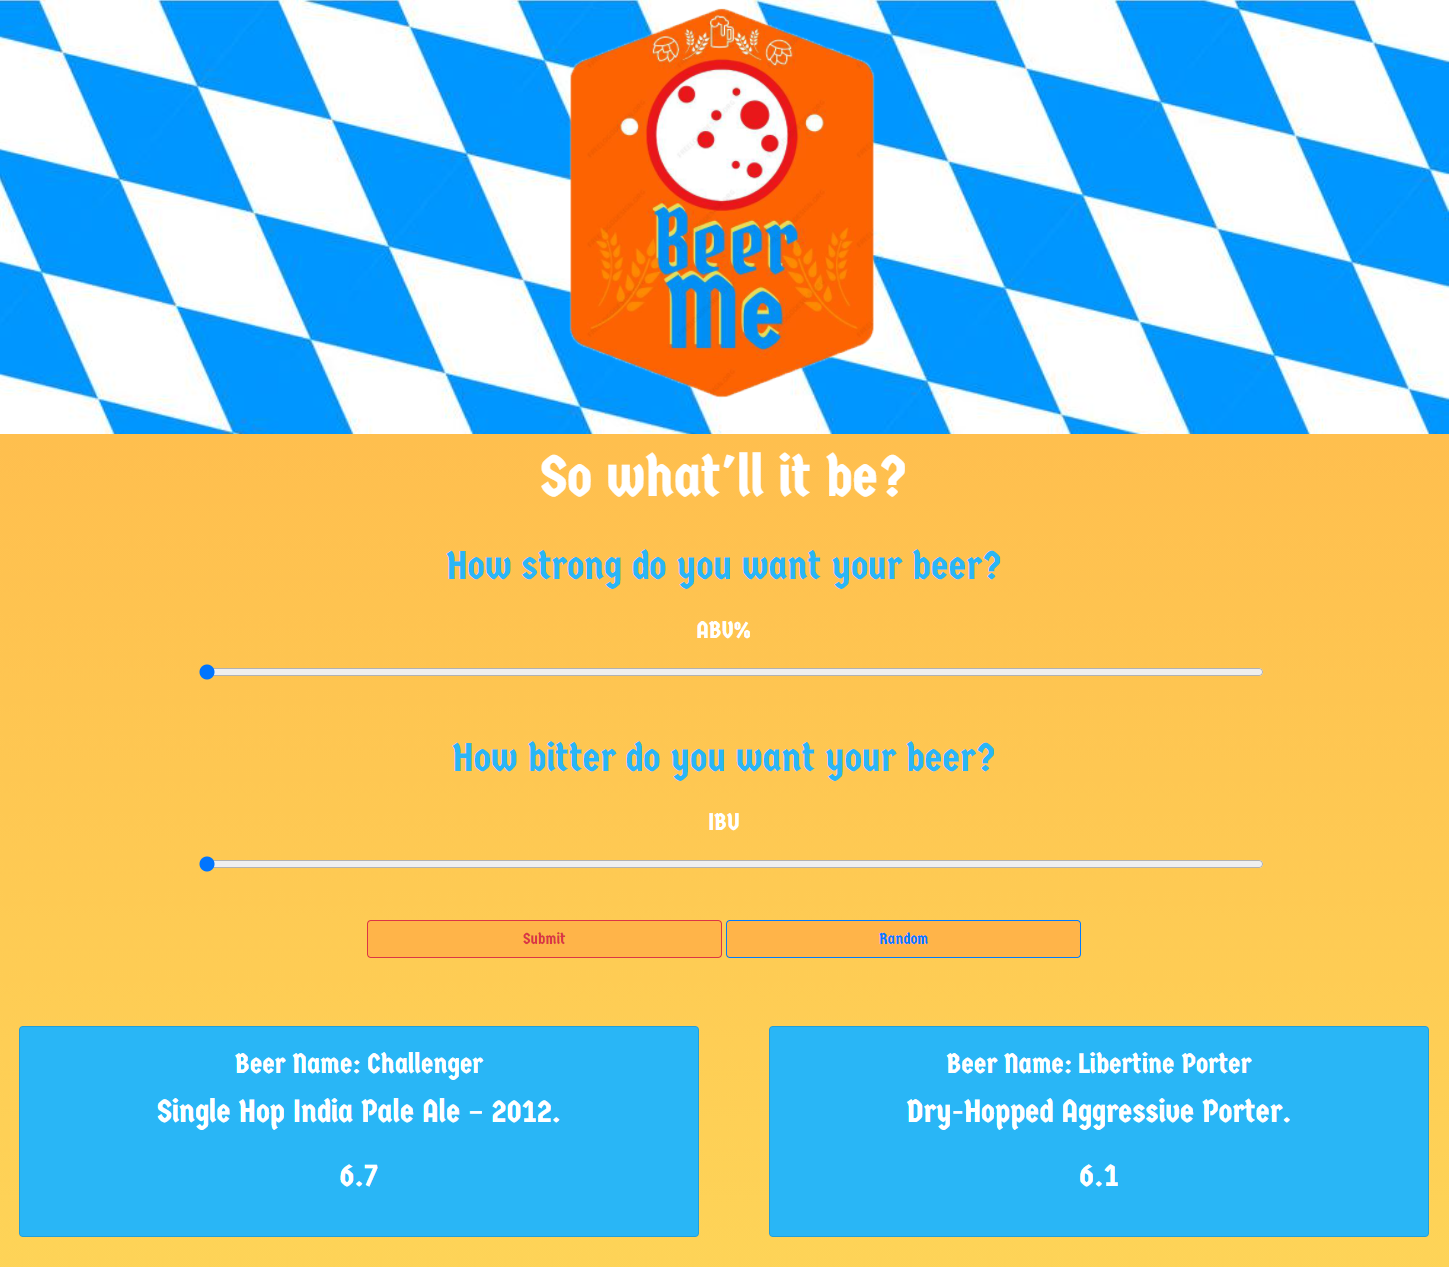 Beer
Me
So what'll it be?
How strong do you want your beer?
ABV%
How bitter do you want your beer?
IBU
Submit
Random
Beer Name: Challenger
Single Hop India Pale Ale – 2012.
6.7
Beer Name: Libertine Porter
Dry-Hopped Aggressive Porter.
6.1